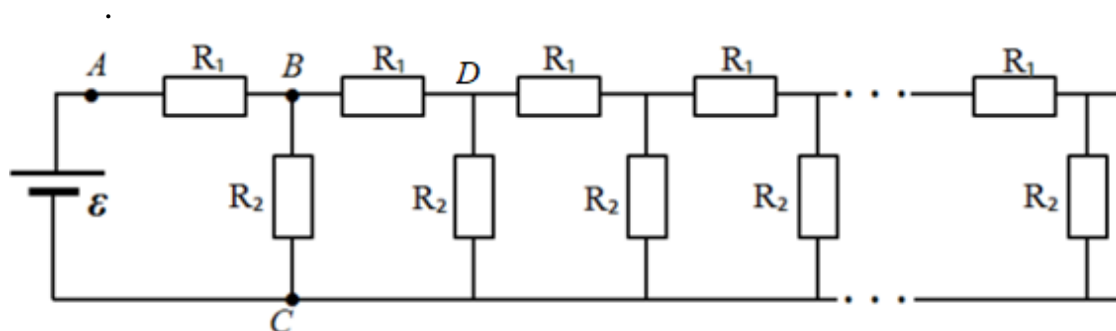 A R₁ B R₁ D R₁ R₁ . . . R₁
ε R₂ R₂ R₂ R₂ R₂
C . . .